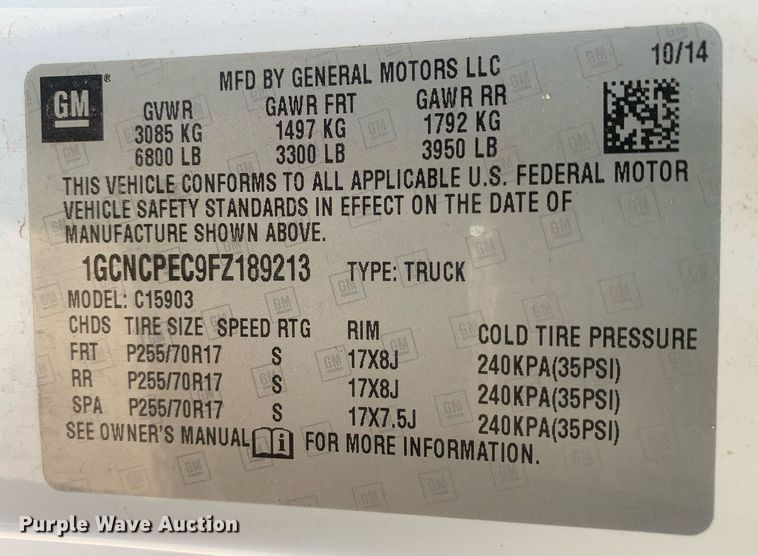 10/14
GM
MFD BY GENERAL MOTORS LLC
GVWR GAWR FRT GAWR RR
3085 KG 1497 KG 1792 KG
6800 LB 3300 LB 3950 LB
THIS VEHICLE CONFORMS TO ALL APPLICABLE U.S. FEDERAL MOTOR
VEHICLE SAFETY STANDARDS IN EFFECT ON THE DATE OF
MANUFACTURE SHOWN ABOVE.
1GCNCPEC9FZ189213 TYPE: TRUCK
MODEL: C15903
CHDS TIRE SIZE SPEED RTG RIM COLD TIRE PRESSURE
FRT P255/70R17 S 17X8J 240KPA(35PSI)
RR P255/70R17 S 17X8J 240KPA(35PSI)
SPA P255/70R17 S 17X7.5J 240KPA(35PSI)
SEE OWNER'S MANUAL i FOR MORE INFORMATION.
Purple Wave Auction